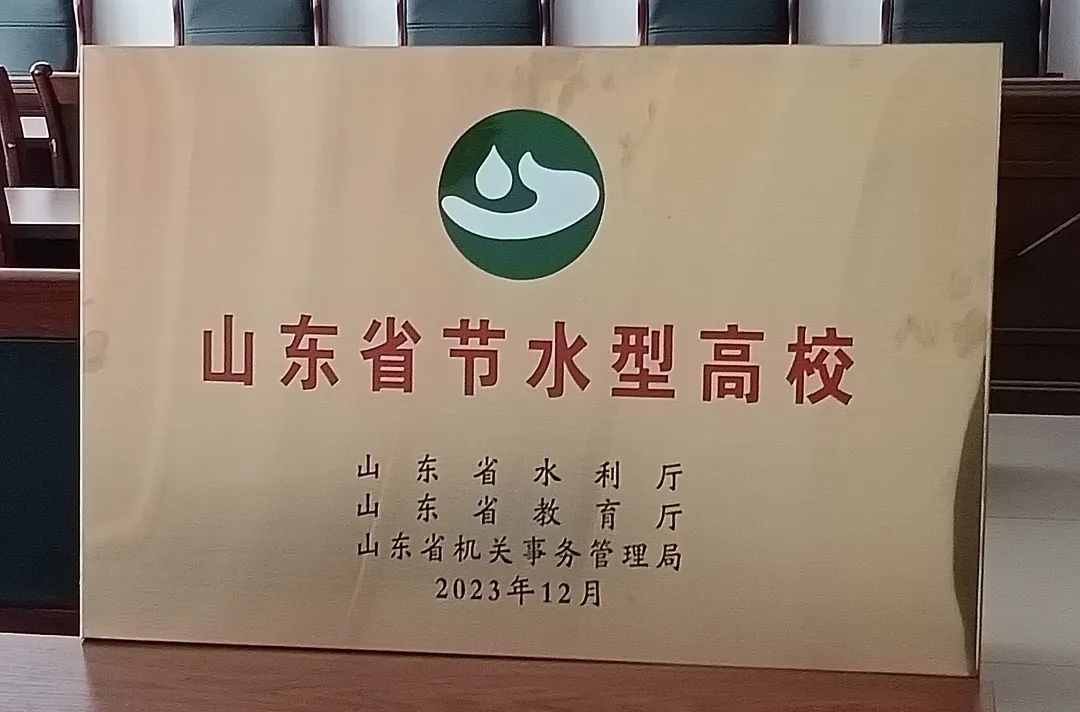 山东省节水型高校
山东省水利厅
山东省教育厅
山东省机关事务管理局
2023年12月